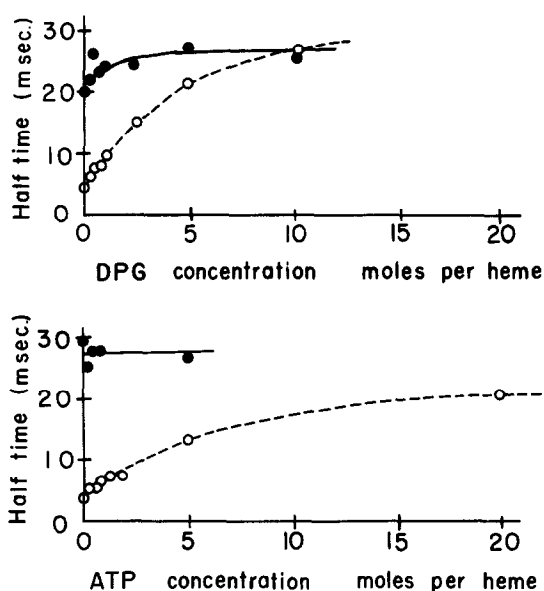 Half time (msec.)
30
20
10
0
0 5 10 15 20
DPG concentration moles per heme
Half time (msec.)
30
20
10
0
0 5 10 15 20
ATP concentration moles per heme